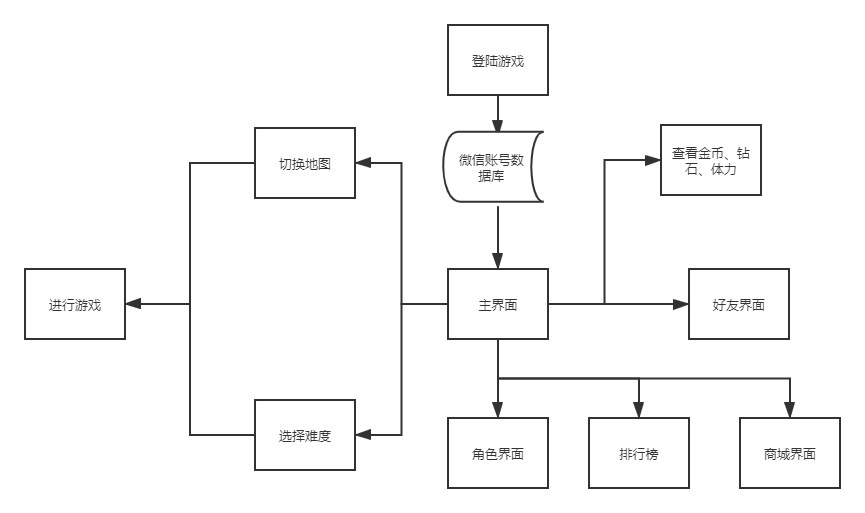 登陆游戏
微信账号数
据库
查看金币、钻
石、体力
切换地图
进行游戏
主界面
好友界面
选择难度
角色界面
排行榜
商城界面